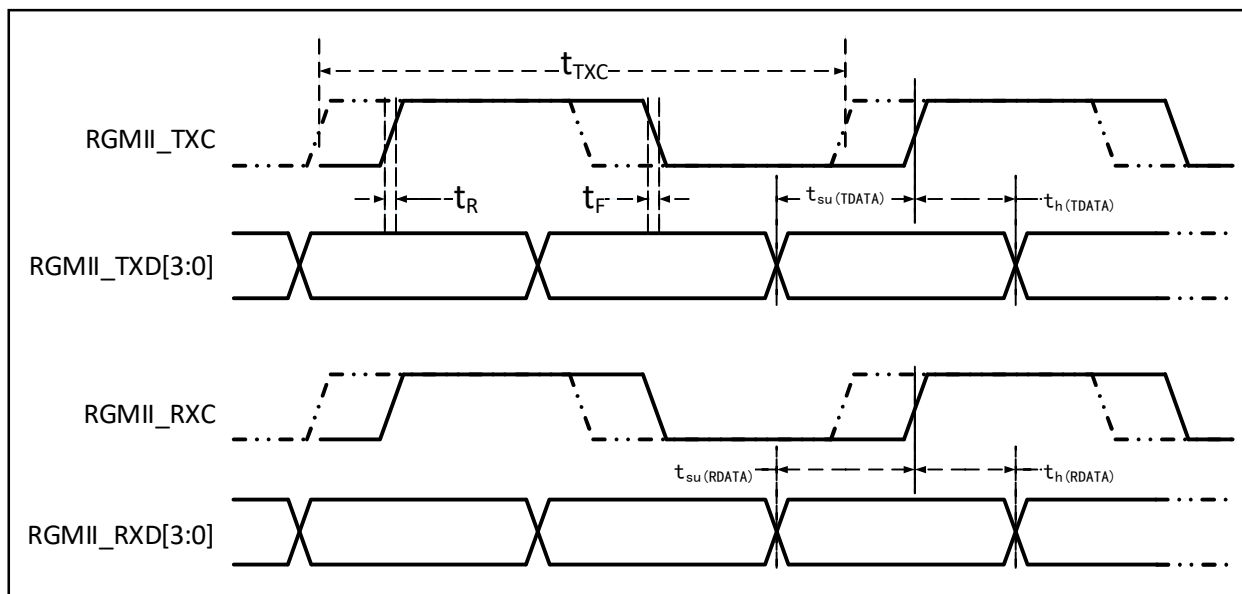 tTXC
RGMII_TXC
tR
tF
tsu(TDATA)
th(TDATA)
RGMII_TXD[3:0]
RGMII_RXC
tsu(RDATA)
th(RDATA)
RGMII_RXD[3:0]